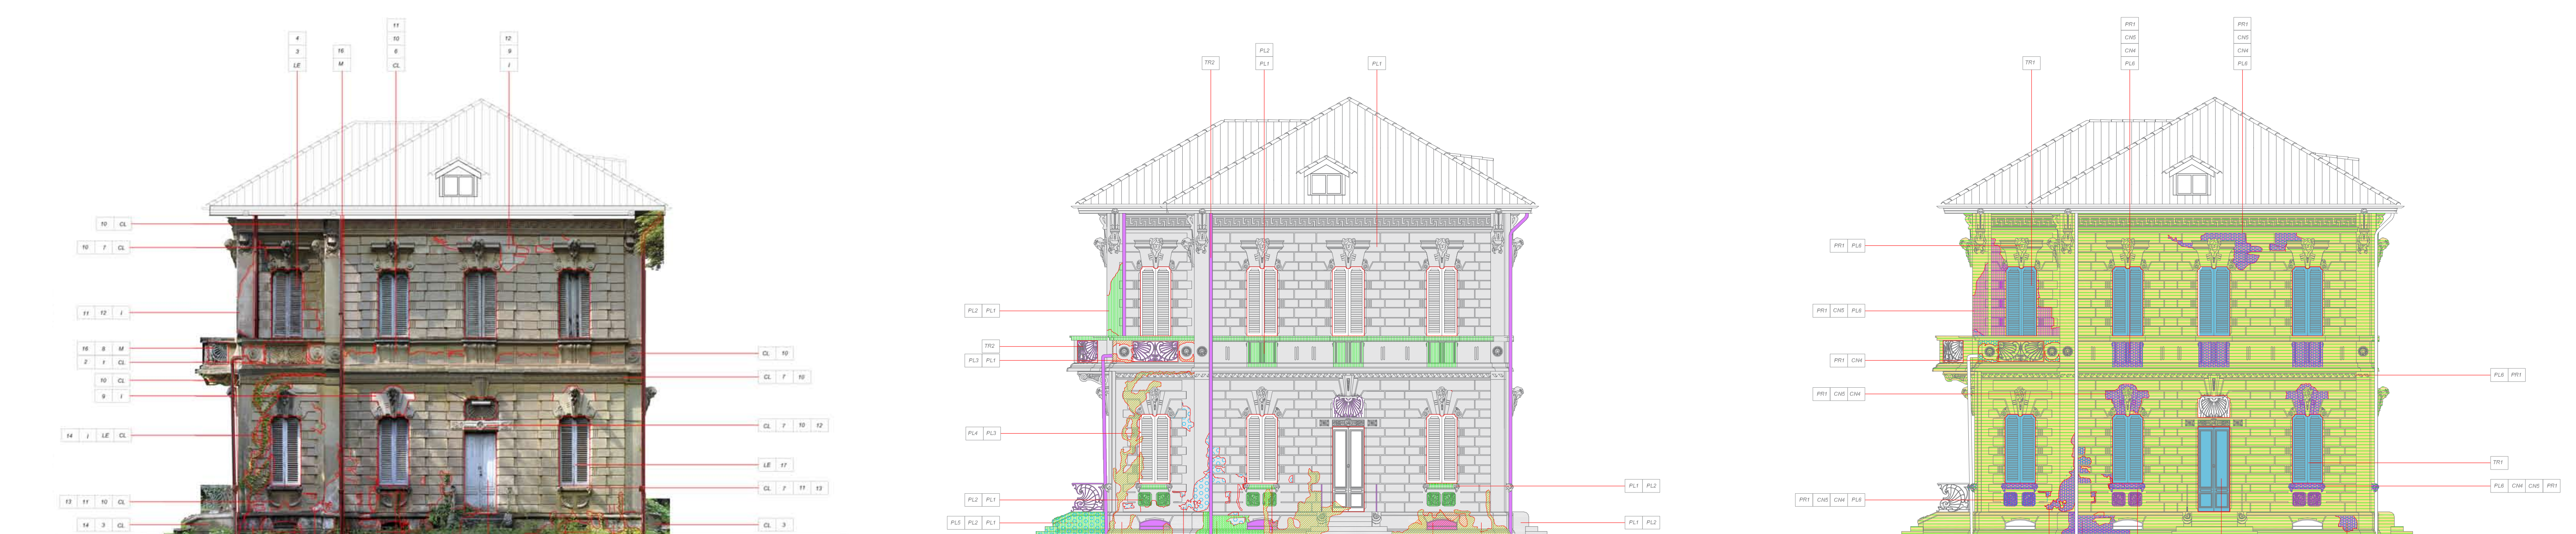 4
3
LE
16
M
11
10
6
CL
12
9
I
10 CL
10 7 CL
11 12 I
16 8 M
2 1 CL
10 CL
9 I
14 I LE CL
13 11 10 CL
14 3 CL
CL 10
CL 7 10
CL 7 10 12
LE 17
CL 7 11 13
CL 3
TR2
PL2
PL1
PL1
PL2 PL1
TR2
PL3 PL1
PL4 PL3
PL2 PL1
PL5 PL2 PL1
PL1 PL2
PL1 PL2
TR1
PR1
CN5
CN4
PL6
PR1
CN5
CN4
PL6
PR1 PL6
PR1 CN5 PL6
PR1 CN4
PR1 CN5 CN4
PR1 CN5 CN4 PL6
PL6 PR1
TR1
PL6 CN4 CN5 PR1